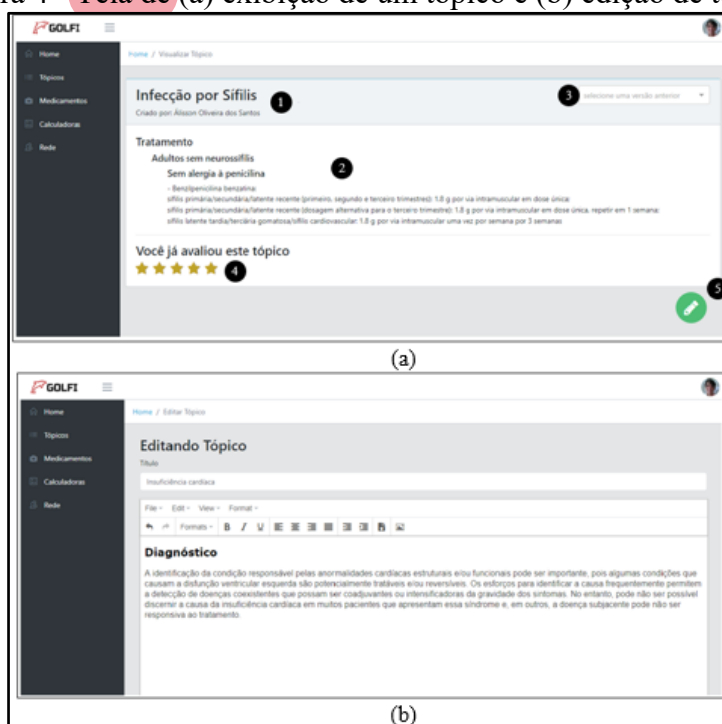 ra 4 - Tela de (a) exibição de um tópico e (b) edição de t
GOLFI
Home
Tópicos
Medicamentos
Calculadoras
Rede
Home / Visualizar Tópico
Infecção por Sífilis 1
Criado por: Álisson Oliveira dos Santos
3 selecione uma versão anterior
Tratamento
Adultos sem neurossífilis
2
Sem alergia à penicilina
- Benzilpenicilina benzatina:
sífilis primária/secundária/latente recente (primeiro, segundo e terceiro trimestres): 1.8 g por via intramuscular em dose única;
sífilis primária/secundária/latente recente (dosagem alternativa para o terceiro trimestre): 1.8 g por via intramuscular em dose única, repetir em 1 semana;
sífilis latente tardia/terciária gomatosa/sífilis cardiovascular: 1.8 g por via intramuscular uma vez por semana por 3 semanas
Você já avaliou este tópico
4
5
(a)
GOLFI
Home
Tópicos
Medicamentos
Calculadoras
Rede
Home / Editar Tópico
Editando Tópico
Título
Insuficiência cardíaca
File Edit View Format
Formats B I U
Diagnóstico
A identificação da condição responsável pelas anormalidades cardíacas estruturais e/ou funcionais pode ser importante, pois algumas condições que
causam a disfunção ventricular esquerda são potencialmente tratáveis e/ou reversíveis. Os esforços para identificar a causa frequentemente permitem
a detecção de doenças coexistentes que possam ser coadjuvantes ou intensificadoras da gravidade dos sintomas. No entanto, pode não ser possível
discernir a causa da insuficiência cardíaca em muitos pacientes que apresentam essa síndrome e, em outros, a doença subjacente pode não ser
responsiva ao tratamento.
(b)